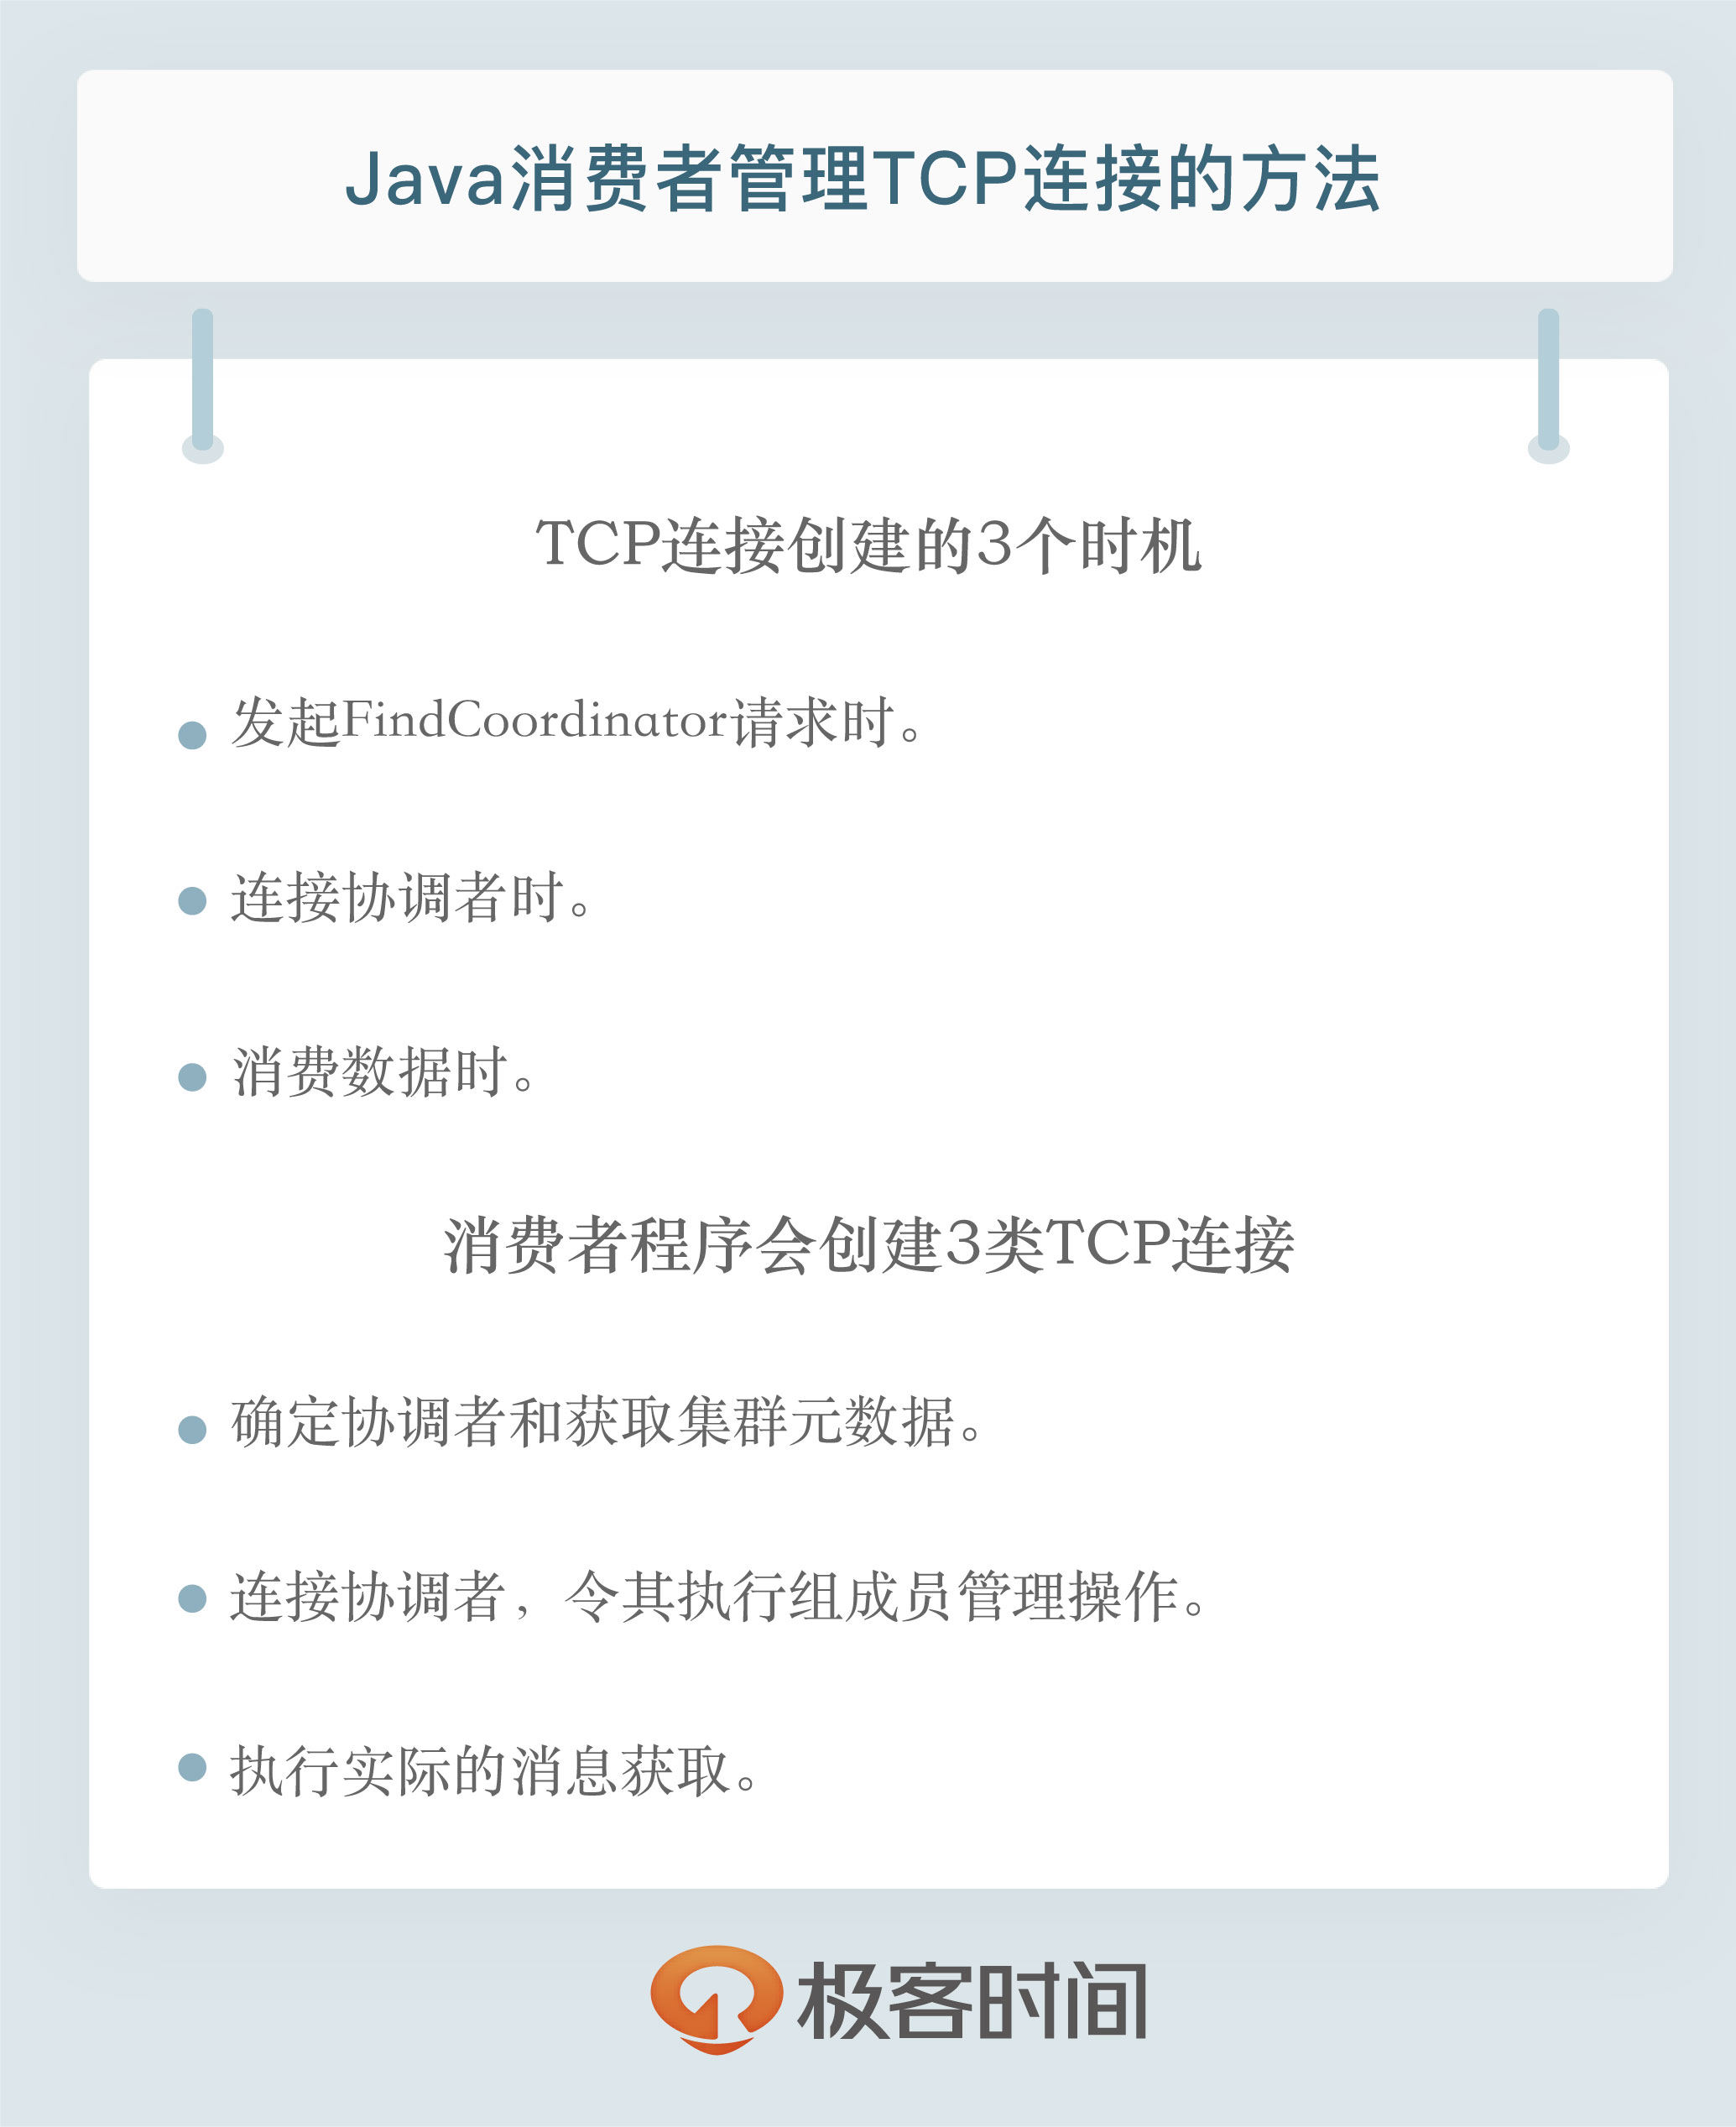 Java消费者管理TCP连接的方法
TCP连接创建的3个时机
发起FindCoordinator请求时。
连接协调者时。
消费数据时。
消费者程序会创建3类TCP连接
确定协调者和获取集群元数据。
连接协调者，令其执行组成员管理操作。
执行实际的消息获取。
极客时间